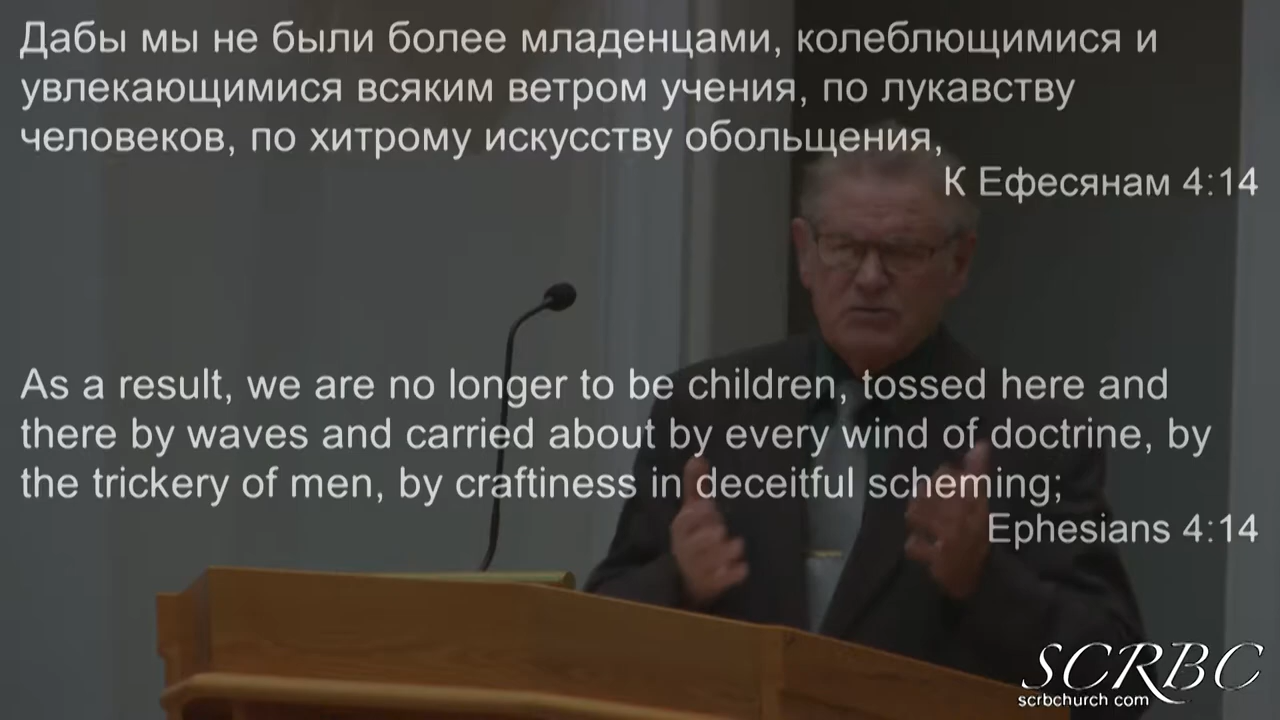 Дабы мы не были более младенцами, колеблющимися и
увлекающимися всяким ветром учения, по лукавству
человеков, по хитрому искусству обольщения,
К Ефесянам 4:14
As a result, we are no longer to be children, tossed here and
there by waves and carried about by every wind of doctrine, by
the trickery of men, by craftiness in deceitful scheming;
Ephesians 4:14
SCRBC
scrbchurch com